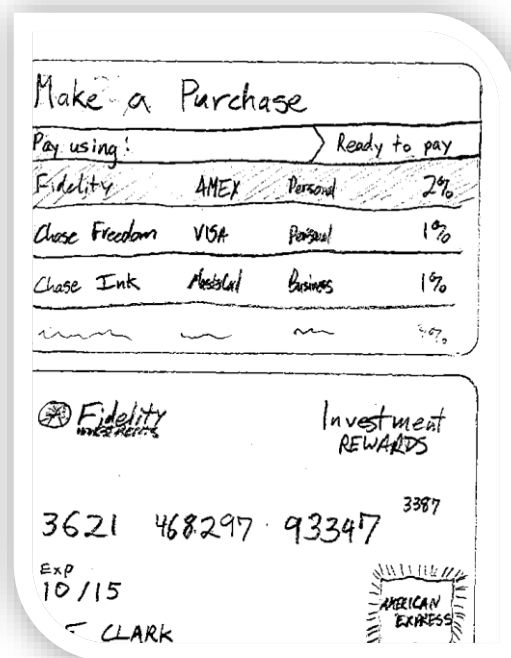 Make a Purchase
Pay using: Ready to pay
Fidelity AMEX Personal 2%
Chase Freedom VISA Personal 1%
Chase Ink MasterCard Business 1%
%
Fidelity Investment
INVESTMENTS REWARDS
3387
3621 468297 93347
Exp
10/15
AMERICAN
EXPRESS
CLARK